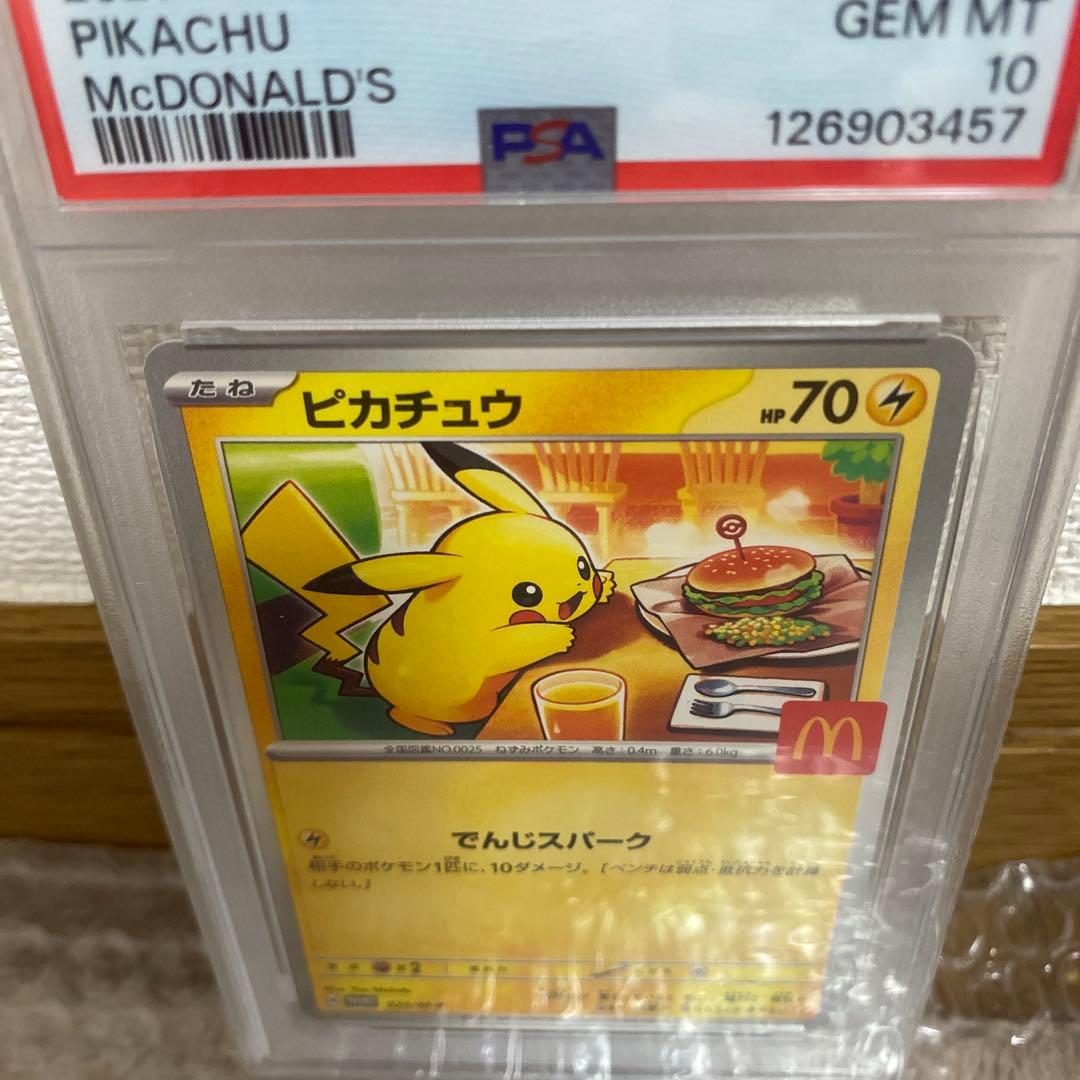 PIKACHU
McDONALD'S
GEM MT
10
126903457
PSA
たね
ピカチュウ
HP 70
全国図鑑NO.0025 ねずみポケモン 高さ:0.4m 重さ:6.0kg
でんじスパーク
相手のポケモン1匹に、10ダメージ。[ベンチは弱点・抵抗力を計算
しない。]
×2